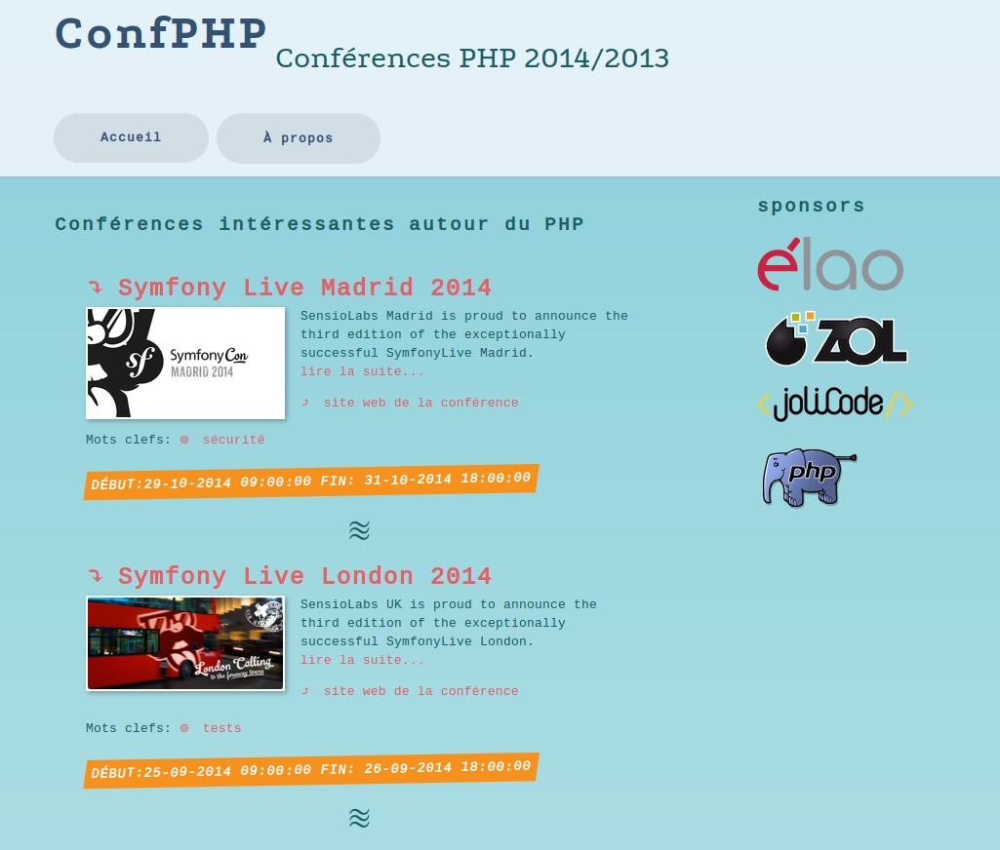 ConfPHP
Conférences PHP 2014/2013
Accueil
À propos
Conférences intéressantes autour du PHP
⤵ Symfony Live Madrid 2014
sf
SymfonyCon
MADRID 2014
SensioLabs Madrid is proud to announce the
third edition of the exceptionally
successful SymfonyLive Madrid.
lire la suite...
⤴ site web de la conférence
Mots clefs: ⊚ sécurité
DÉBUT:29-10-2014 09:00:00 FIN: 31-10-2014 18:00:00
≋
⤵ Symfony Live London 2014
London Calling
to the faraway towns
SensioLabs UK is proud to announce the
third edition of the exceptionally
successful SymfonyLive London.
lire la suite...
⤴ site web de la conférence
Mots clefs: ⊚ tests
DÉBUT:25-09-2014 09:00:00 FIN: 26-09-2014 18:00:00
≋
sponsors
élao
ZOL
<joliCode/>
php